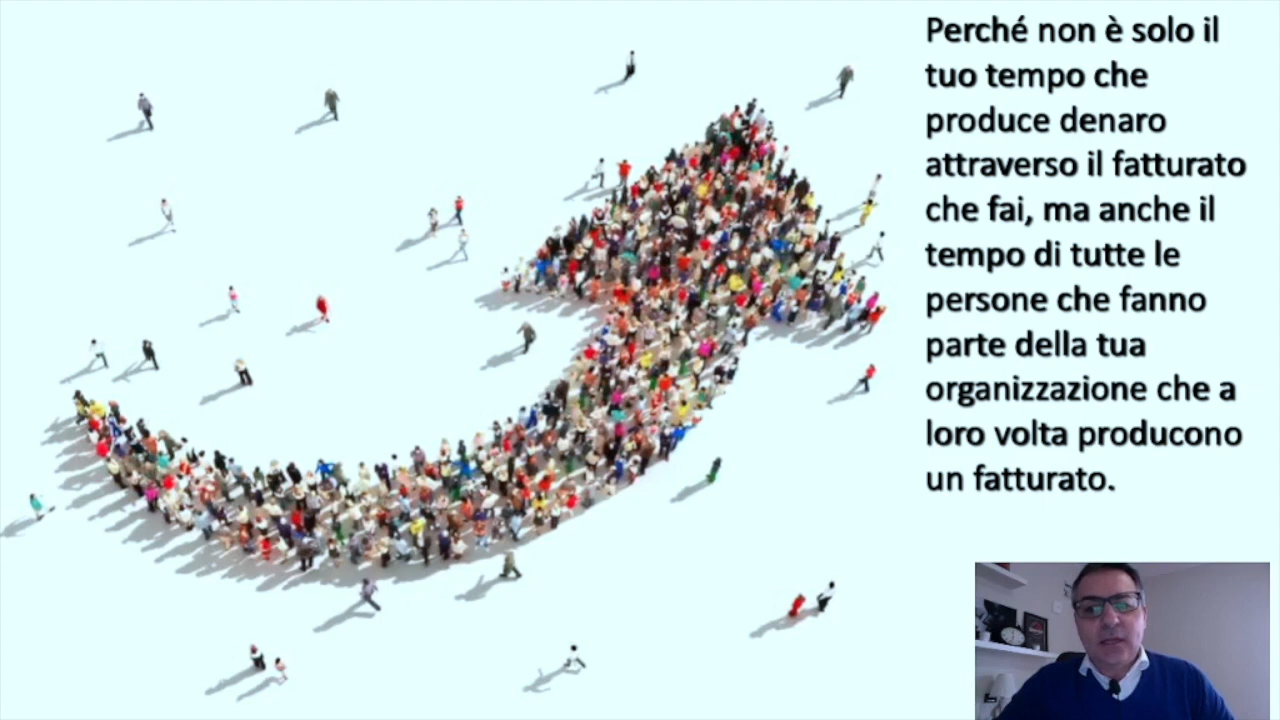 Perché non è solo il
tuo tempo che
produce denaro
attraverso il fatturato
che fai, ma anche il
tempo di tutte le
persone che fanno
parte della tua
organizzazione che a
loro volta producono
un fatturato.